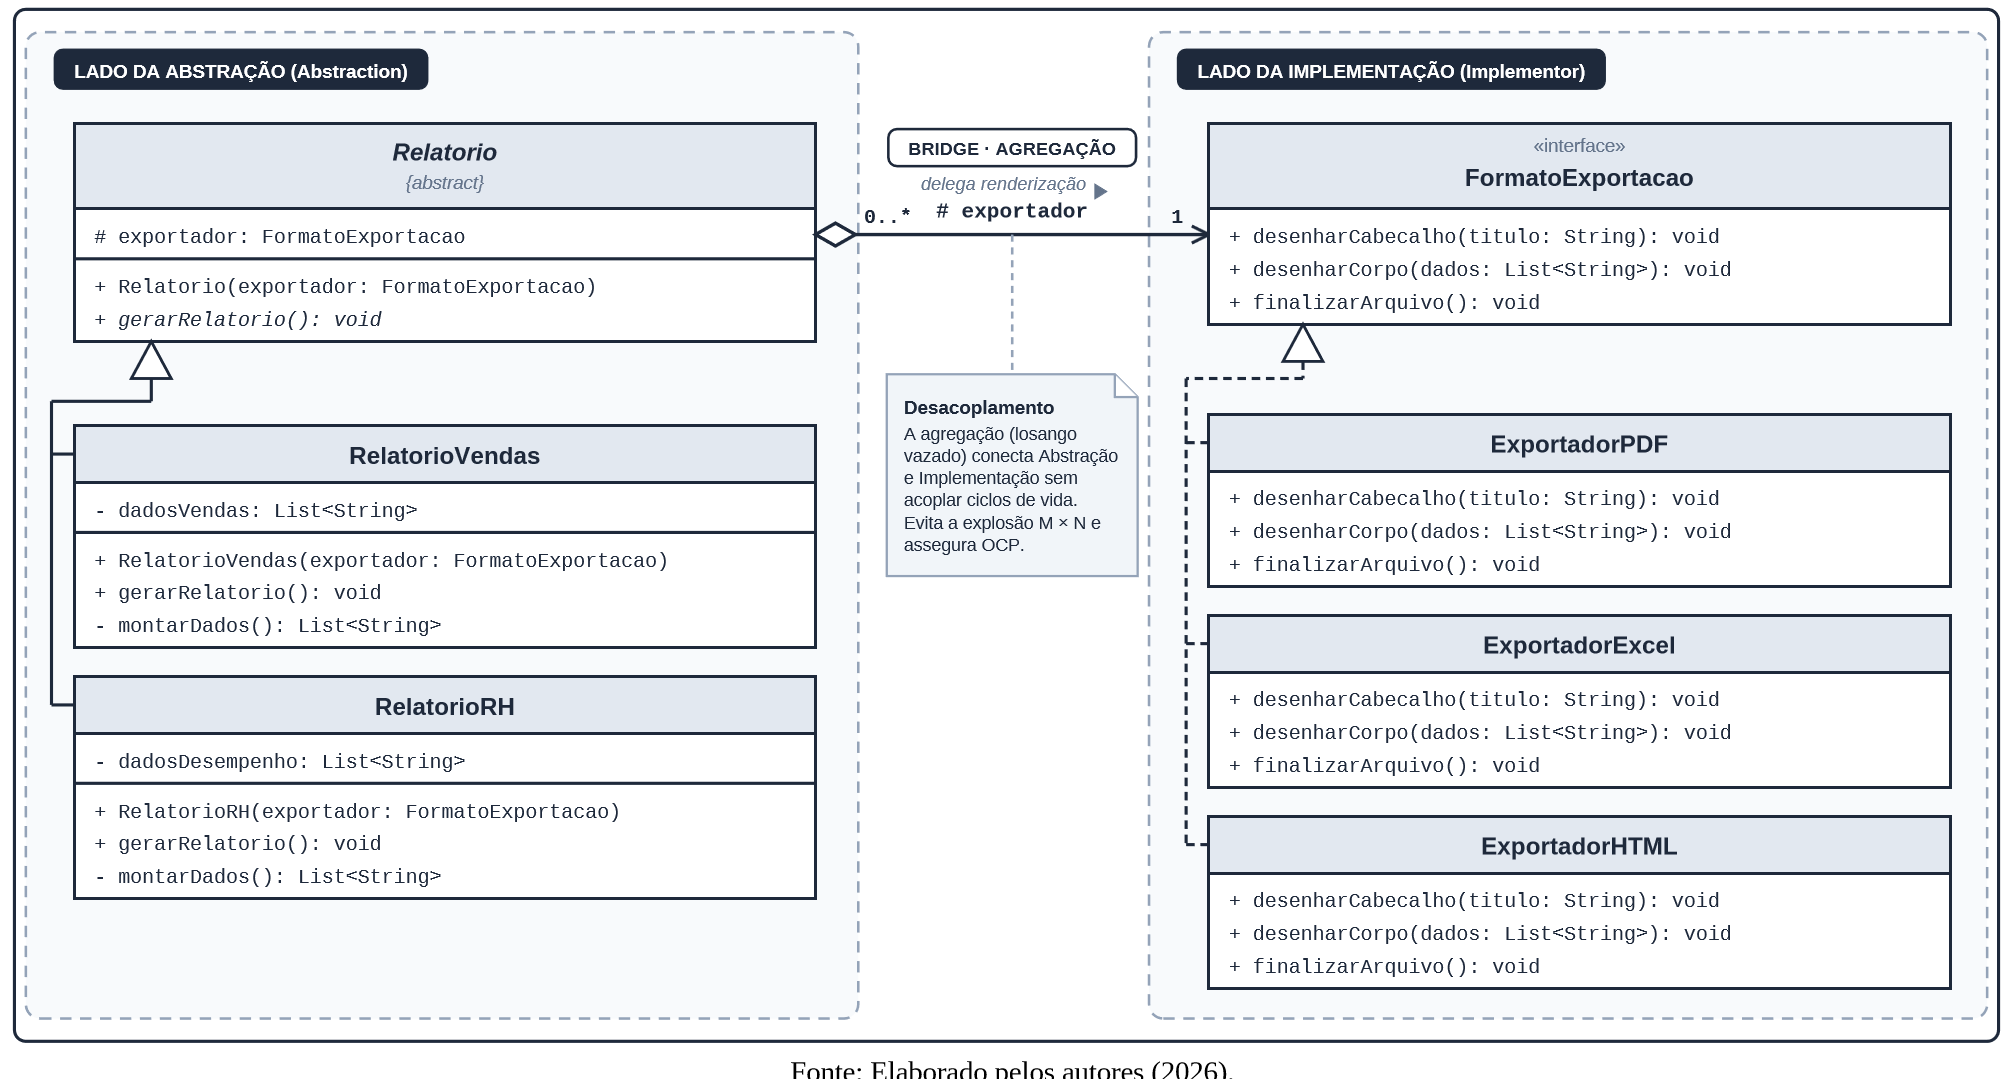 LADO DA ABSTRAÇÃO (Abstraction)
Relatorio
{abstract}
# exportador: FormatoExportacao
+ Relatorio(exportador: FormatoExportacao)
+ gerarRelatorio(): void
RelatorioVendas
- dadosVendas: List<String>
+ RelatorioVendas(exportador: FormatoExportacao)
+ gerarRelatorio(): void
- montarDados(): List<String>
RelatorioRH
- dadosDesempenho: List<String>
+ RelatorioRH(exportador: FormatoExportacao)
+ gerarRelatorio(): void
- montarDados(): List<String>
BRIDGE · AGREGAÇÃO
delega renderização ▶
0..* # exportador 1
Desacoplamento
A agregação (losango
vazado) conecta Abstração
e Implementação sem
acoplar ciclos de vida.
Evita a explosão M × N e
assegura OCP.
LADO DA IMPLEMENTAÇÃO (Implementor)
«interface»
FormatoExportacao
+ desenharCabecalho(titulo: String): void
+ desenharCorpo(dados: List<String>): void
+ finalizarArquivo(): void
ExportadorPDF
+ desenharCabecalho(titulo: String): void
+ desenharCorpo(dados: List<String>): void
+ finalizarArquivo(): void
ExportadorExcel
+ desenharCabecalho(titulo: String): void
+ desenharCorpo(dados: List<String>): void
+ finalizarArquivo(): void
ExportadorHTML
+ desenharCabecalho(titulo: String): void
+ desenharCorpo(dados: List<String>): void
+ finalizarArquivo(): void
Fonte: Elaborado pelos autores (2026).